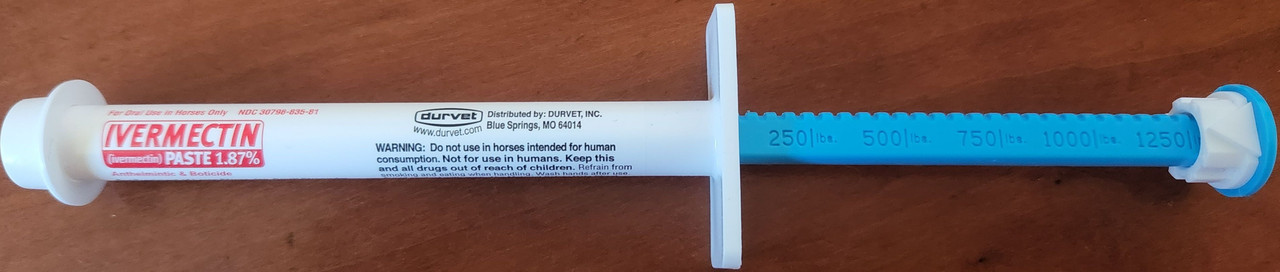 For Oral Use in Horses Only NDC 30798-635-61
IVERMECTIN
(ivermectin) PASTE 1.87%
Anthelmintic & Boticide
durvet Distributed by: DURVET, INC.
www.durvet.com Blue Springs, MO 64014
WARNING: Do not use in horses intended for human
consumption. Not for use in humans. Keep this
and all drugs out of reach of children. Refrain from
smoking and eating when handling. Wash hands after use.
250|lbs. 500|lbs. 750|lbs. 1000|lbs. 1250|